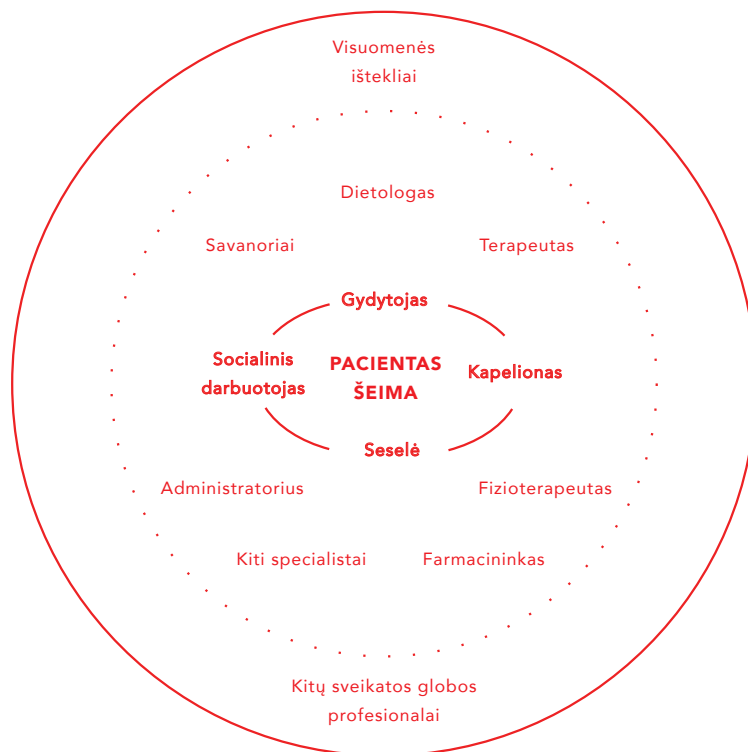 Visuomenės
ištekliai
Dietologas
Savanoriai
Terapeutas
Gydytojas
Socialinis
darbuotojas
PACIENTAS
ŠEIMA
Kapelionas
Seselė
Administratorius
Fizioterapeutas
Kiti specialistai
Farmacininkas
Kitų sveikatos globos
profesionalai